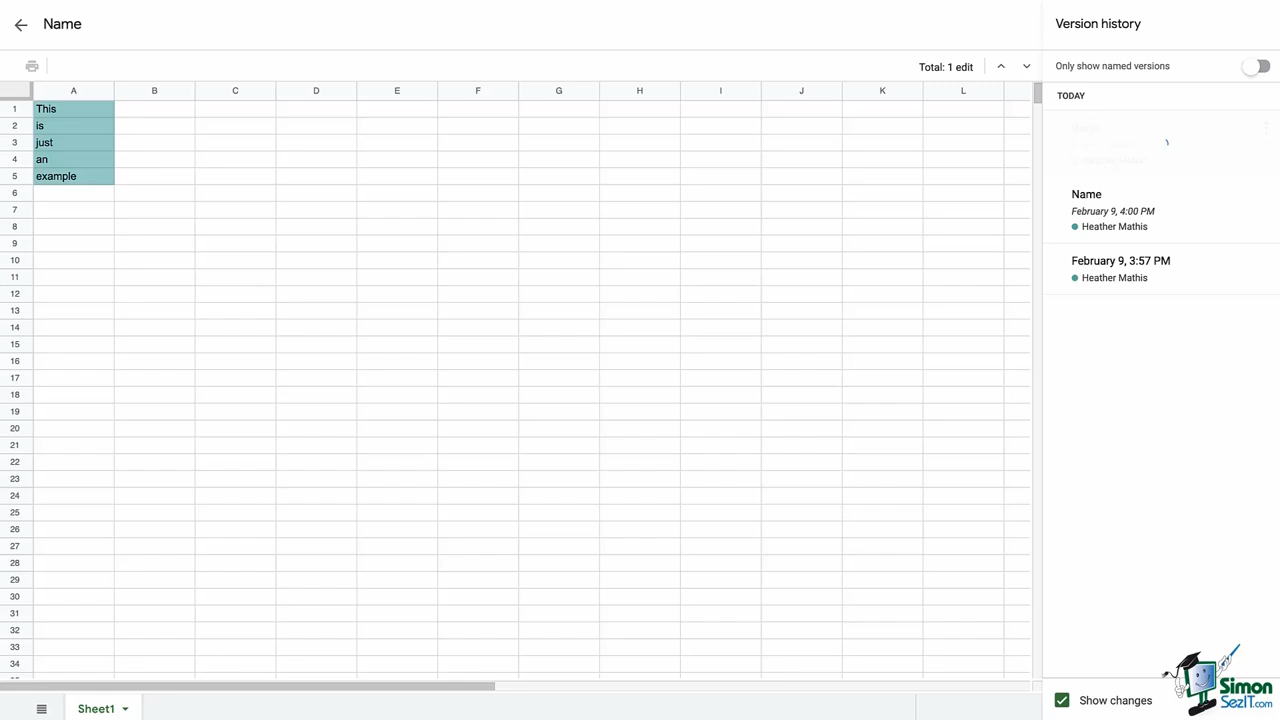 Name
Version history
Total: 1 edit
Only show named versions
TODAY
A B C D E F G H I J K L
1 This
2 is
3 just
4 an
5 example
6
7
8
9
10
11
12
13
14
15
16
17
18
19
20
21
22
23
24
25
26
27
28
29
30
31
32
33
34
Name
February 9, 4:00 PM
Heather Mathis
February 9, 3:57 PM
Heather Mathis
Sheet1
Show changes
Simon
SezIT.com